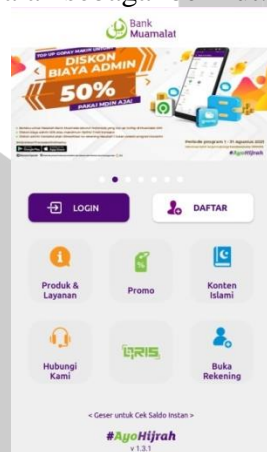 Bank
Muamalat
TOP UP GOPAY MAKIN UNTUNG
DISKON
BIAYA ADMIN
50%
PAKAI MDIN AJA!
Periode program 1 - 31 Agustus 2023
#AyoHijrah
LOGIN
DAFTAR
Produk &
Layanan
Promo
Konten
Islami
Hubungi
Kami
QRIS
Buka
Rekening
< Geser untuk Cek Saldo Instan >
#AyoHijrah
v 1.3.1